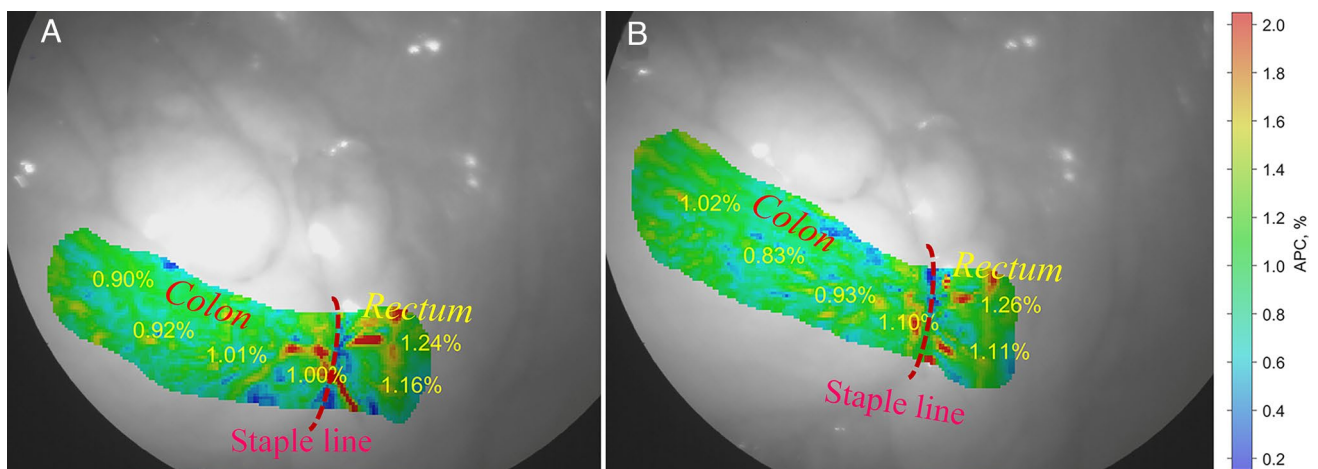 A
0.90%
0.92%
1.01%
1.00%
1.24%
1.16%
Colon
Rectum
Staple line
B
1.02%
0.83%
0.93%
1.10%
1.26%
1.11%
Colon
Rectum
Staple line
2.0
1.8
1.6
1.4
1.2
1.0
0.8
0.6
0.4
0.2
APC, %